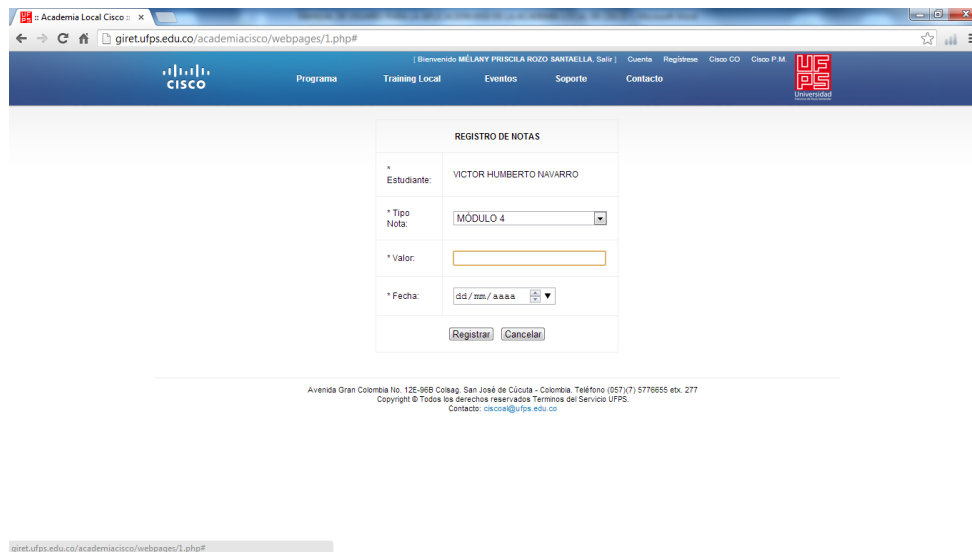 :: Academia Local Cisco :: ×
giret.ufps.edu.co/academiacisco/webpages/1.php#
[ Bienvenido MÉLANY PRISCILA ROZO SANTAELLA, Salir ] Cuenta Regístrese Cisco CO Cisco P.M.
CISCO
Programa Training Local Eventos Soporte Contacto
UFPS
Universidad
REGISTRO DE NOTAS
* Estudiante: VICTOR HUMBERTO NAVARRO
* Tipo Nota: MÓDULO 4
* Valor:
* Fecha: dd/mm/aaaa
Registrar Cancelar
Avenida Gran Colombia No. 12E-96B Colsag. San José de Cúcuta - Colombia. Teléfono (057)(7) 5776655 etx. 277
Copyright © Todos los derechos reservados Terminos del Servicio UFPS.
Contacto: ciscoal@ufps.edu.co
giret.ufps.edu.co/academiacisco/webpages/1.php#